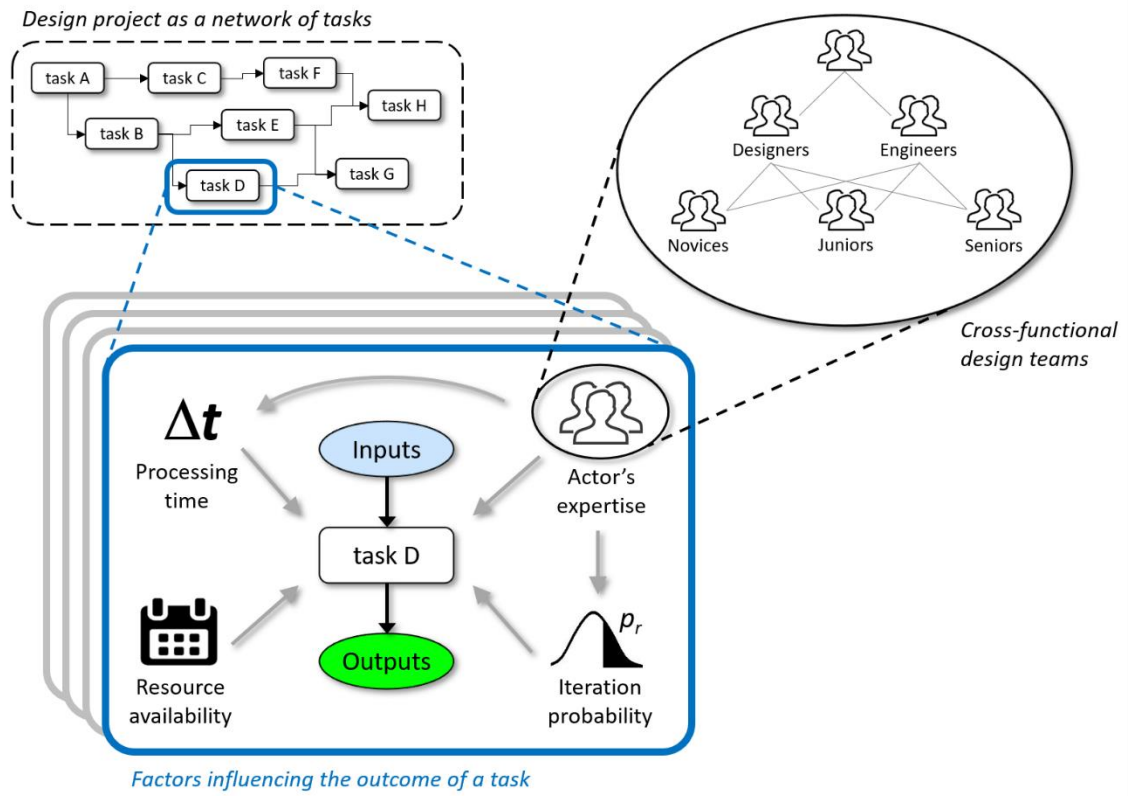 Design project as a network of tasks
task A
task C
task F
task H
task B
task E
task D
task G
Designers
Engineers
Novices
Juniors
Seniors
Cross-functional
design teams
Δt
Processing
time
Inputs
Actor's
expertise
task D
Resource
availability
Outputs
pr
Iteration
probability
Factors influencing the outcome of a task